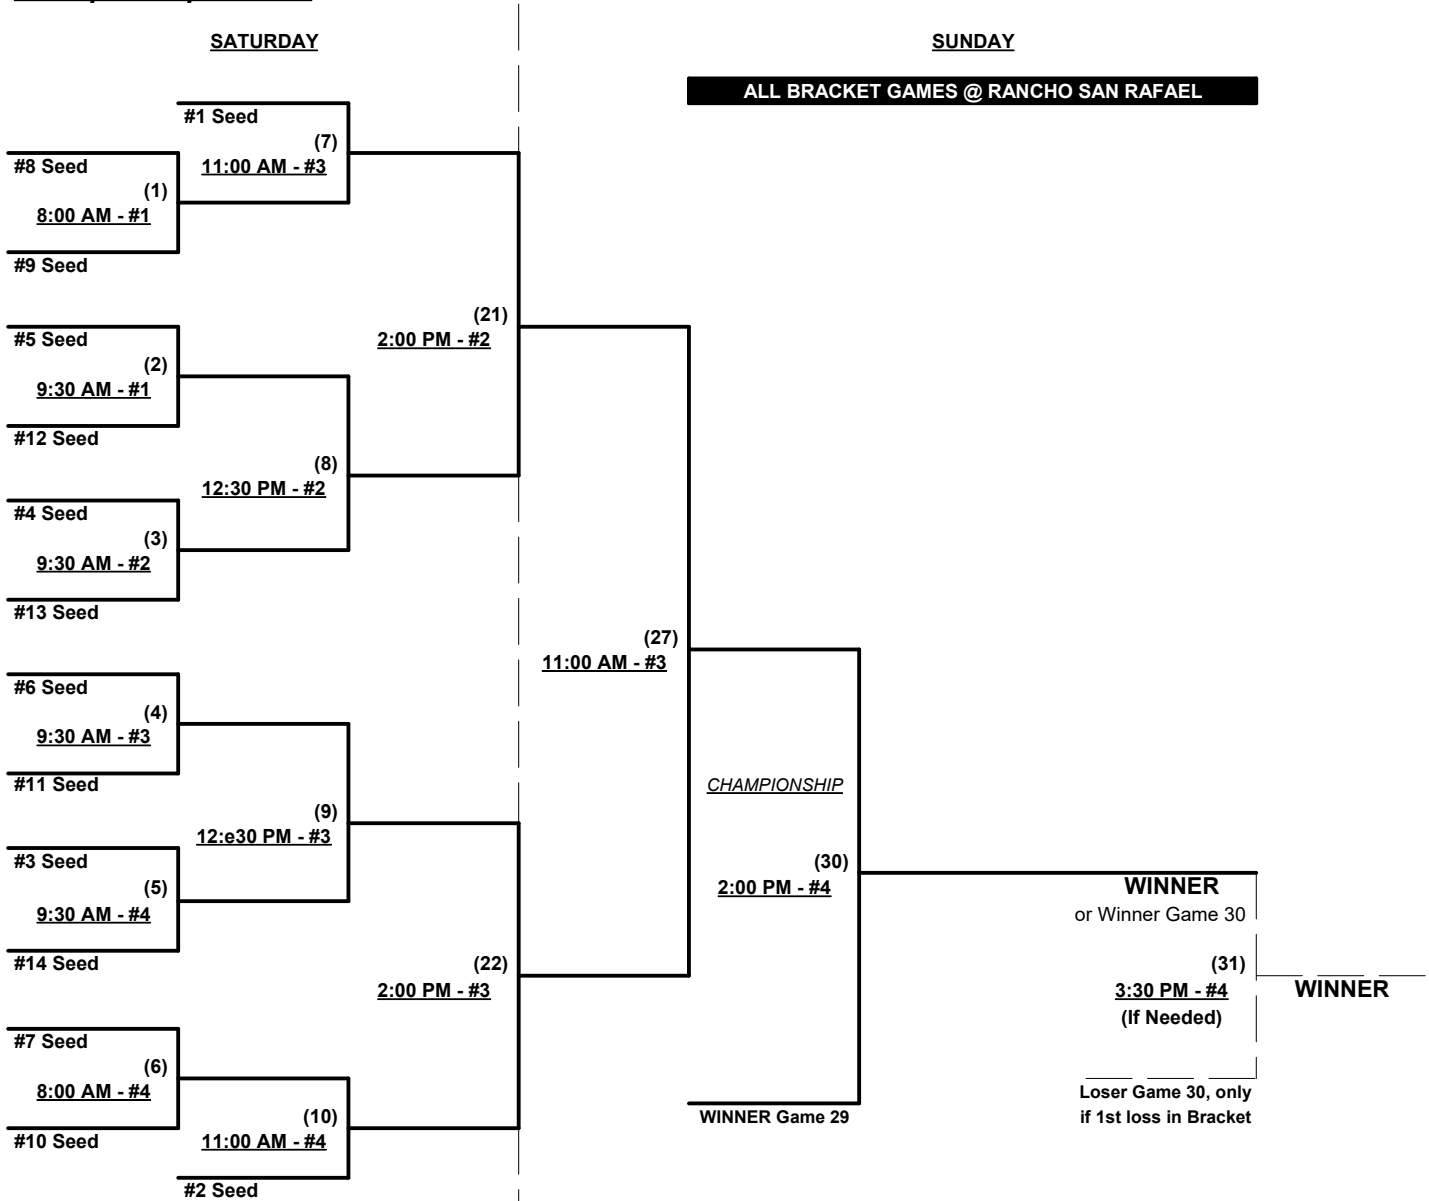 SATURDAY
SUNDAY
ALL BRACKET GAMES @ RANCHO SAN RAFAEL
#1 Seed
(7)
11:00 AM - #3
#8 Seed
(1)
8:00 AM - #1
#9 Seed
(21)
2:00 PM - #2
#5 Seed
(2)
9:30 AM - #1
#12 Seed
(8)
12:30 PM - #2
#4 Seed
(3)
9:30 AM - #2
#13 Seed
(27)
11:00 AM - #3
#6 Seed
(4)
9:30 AM - #3
#11 Seed
CHAMPIONSHIP
(9)
12:e30 PM - #3
#3 Seed
(5)
9:30 AM - #4
#14 Seed
(30)
2:00 PM - #4
WINNER
or Winner Game 30
(22)
2:00 PM - #3
(31)
3:30 PM - #4
(If Needed)
WINNER
#7 Seed
(6)
8:00 AM - #4
#10 Seed
(10)
11:00 AM - #4
#2 Seed
WINNER Game 29
Loser Game 30, only
if 1st loss in Bracket